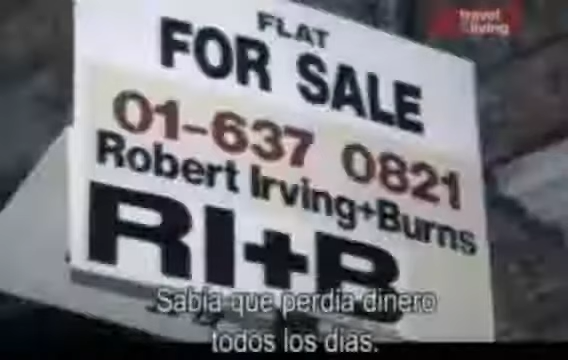 travel
&living
FLAT
FOR SALE
01-637 0821
Robert Irving+Burns
RI+B
Sabía que perdía dinero
todos los días.